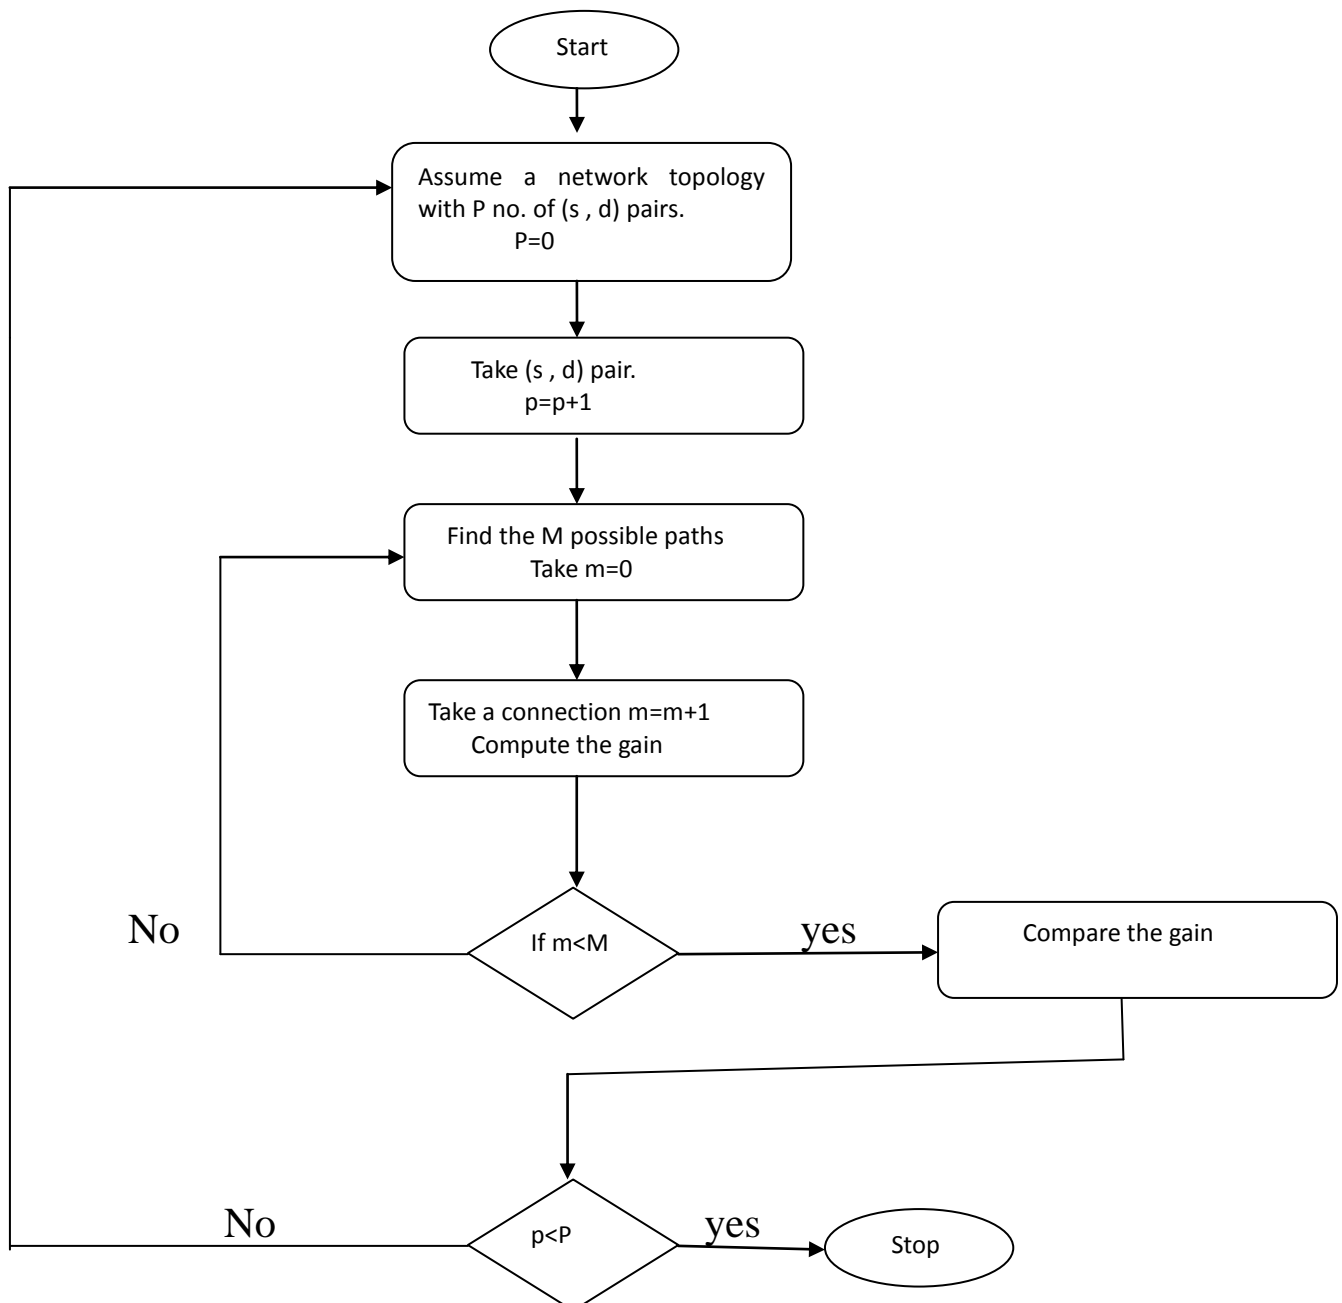 Start
Assume a network topology
with P no. of (s , d) pairs.
P=0
Take (s , d) pair.
p=p+1
Find the M possible paths
Take m=0
Take a connection m=m+1
Compute the gain
No
If m<M
yes
Compare the gain
No
p<P
yes
Stop